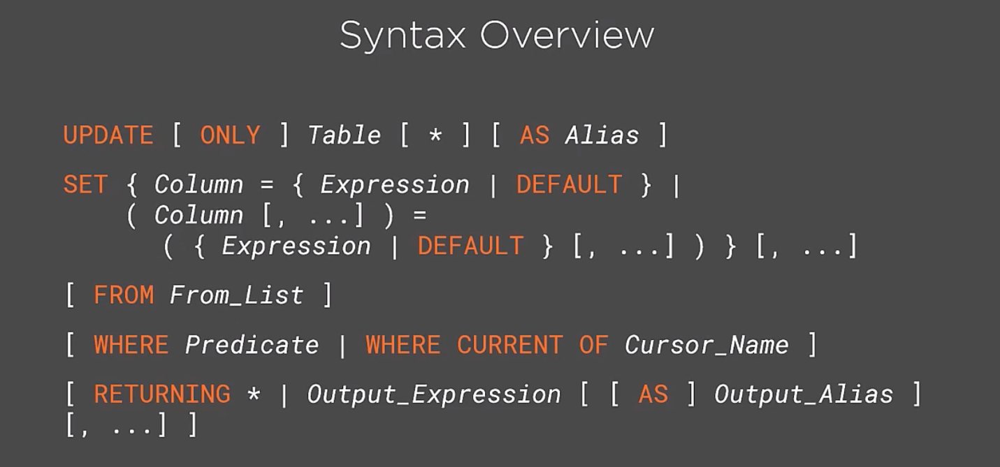 Syntax Overview
UPDATE [ ONLY ] Table [ * ] [ AS Alias ]
SET { Column = { Expression | DEFAULT } |
( Column [, ...] ) =
( { Expression | DEFAULT } [, ...] ) } [, ...]
[ FROM From_List ]
[ WHERE Predicate | WHERE CURRENT OF Cursor_Name ]
[ RETURNING * | Output_Expression [ [ AS ] Output_Alias ]
[, ...] ]